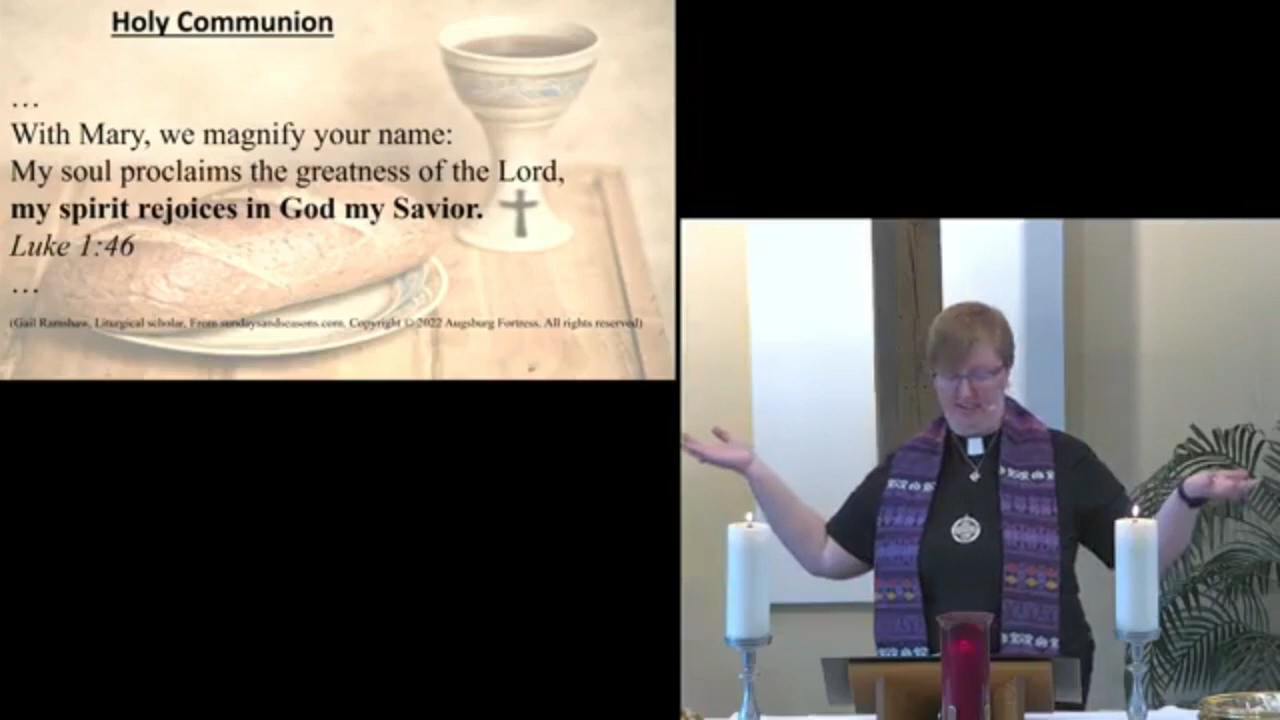 Holy Communion
…
With Mary, we magnify your name:
My soul proclaims the greatness of the Lord,
my spirit rejoices in God my Savior.
Luke 1:46
…
(Gail Ramshaw, Liturgical scholar, From sundaysandseasons.com. Copyright © 2022 Augsburg Fortress. All rights reserved)